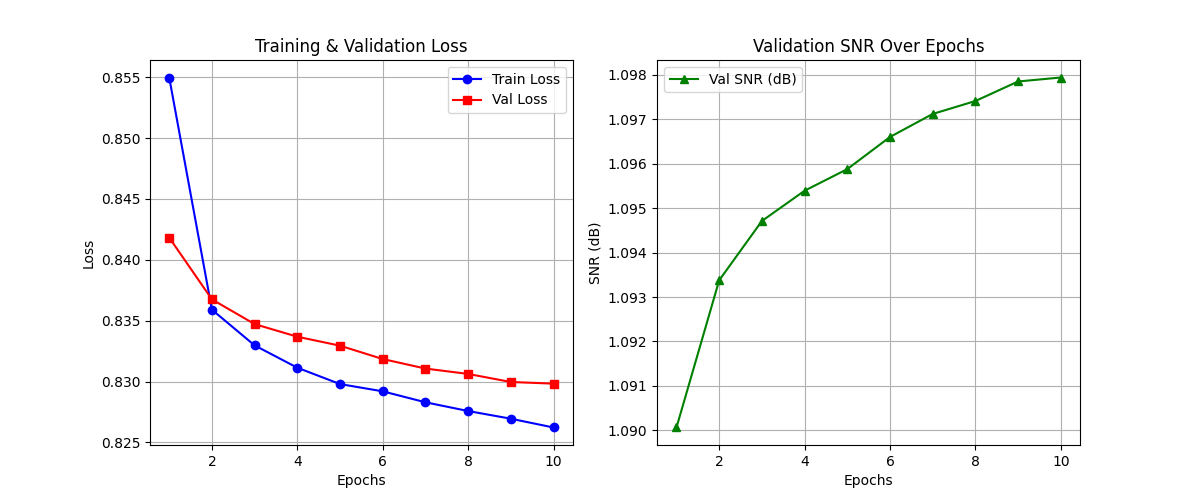 Training & Validation Loss
Train Loss
Val Loss
0.855
0.850
0.845
0.840
0.835
0.830
0.825
Loss
2
4
6
8
10
Epochs
Validation SNR Over Epochs
Val SNR (dB)
1.098
1.097
1.096
1.095
1.094
1.093
1.092
1.091
1.090
SNR (dB)
2
4
6
8
10
Epochs